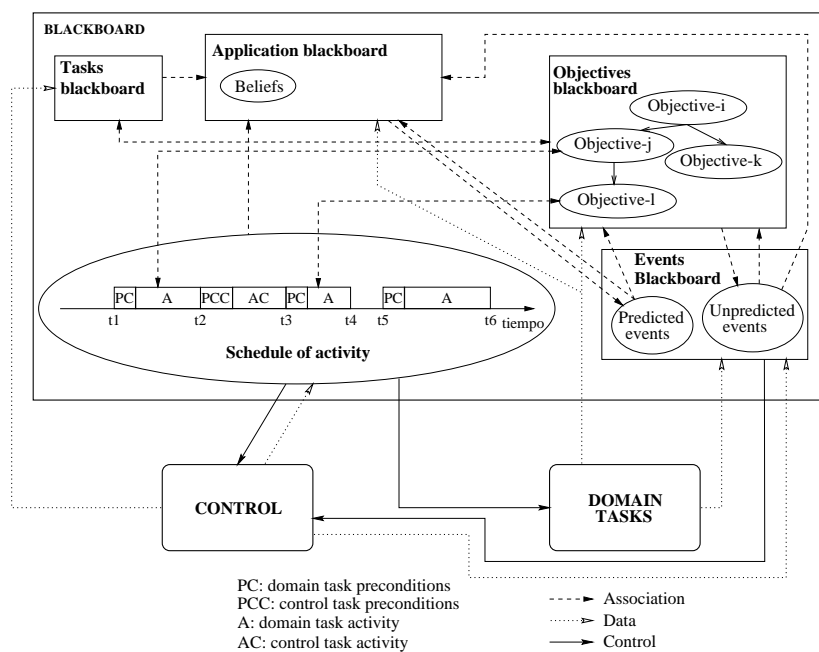 BLACKBOARD
Tasks
blackboard
Application blackboard
Beliefs
Objectives
blackboard
Objective-i
Objective-j
Objective-k
Objective-l
Events
Blackboard
Predicted
events
Unpredicted
events
PC A PCC AC PC A PC A
t1 t2 t3 t4 t5 t6 tiempo
Schedule of activity
CONTROL
DOMAIN
TASKS
PC: domain task preconditions
PCC: control task preconditions
A: domain task activity
AC: control task activity
Association
Data
Control